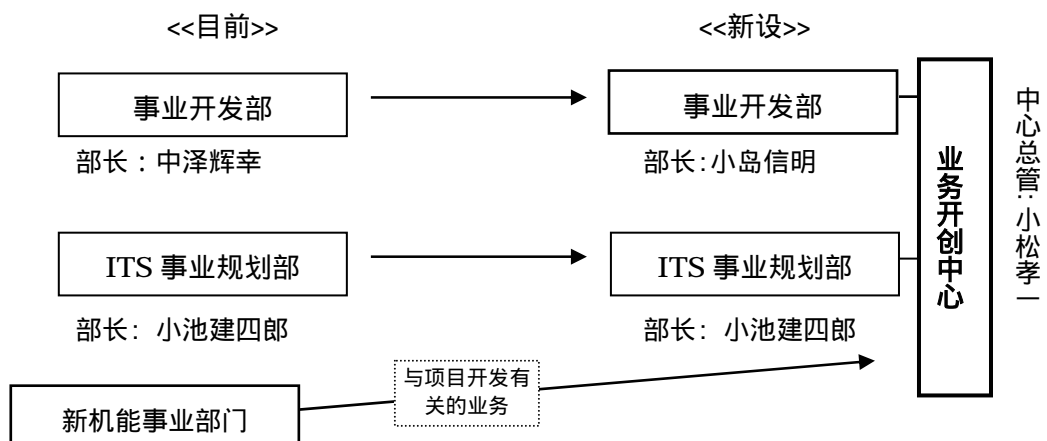 <<目前>>
<<新设>>
事业开发部
事业开发部
部长：中泽辉幸
部长:小岛信明
ITS 事业规划部
ITS 事业规划部
部长： 小池建四郎
部长： 小池建四郎
与项目开发有
关的业务
新机能事业部门
业务开创中心
中心总管：小松孝一